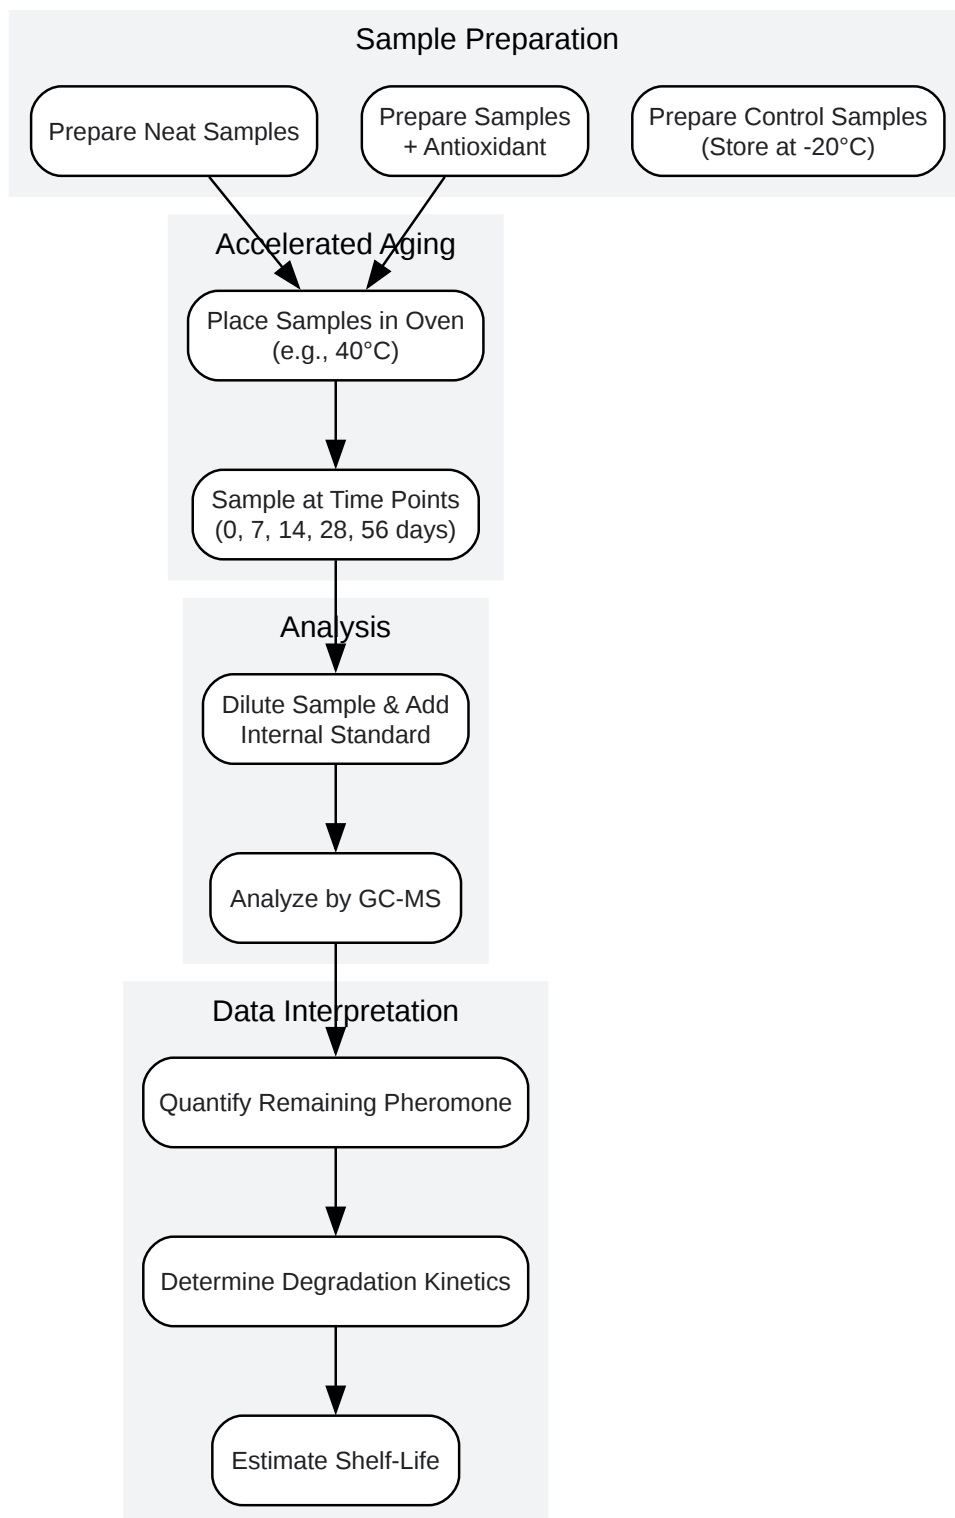 Sample Preparation
Prepare Neat Samples
Prepare Samples
+ Antioxidant
Prepare Control Samples
(Store at -20°C)
Accelerated Aging
Place Samples in Oven
(e.g., 40°C)
Sample at Time Points
(0, 7, 14, 28, 56 days)
Analysis
Dilute Sample & Add
Internal Standard
Analyze by GC-MS
Data Interpretation
Quantify Remaining Pheromone
Determine Degradation Kinetics
Estimate Shelf-Life